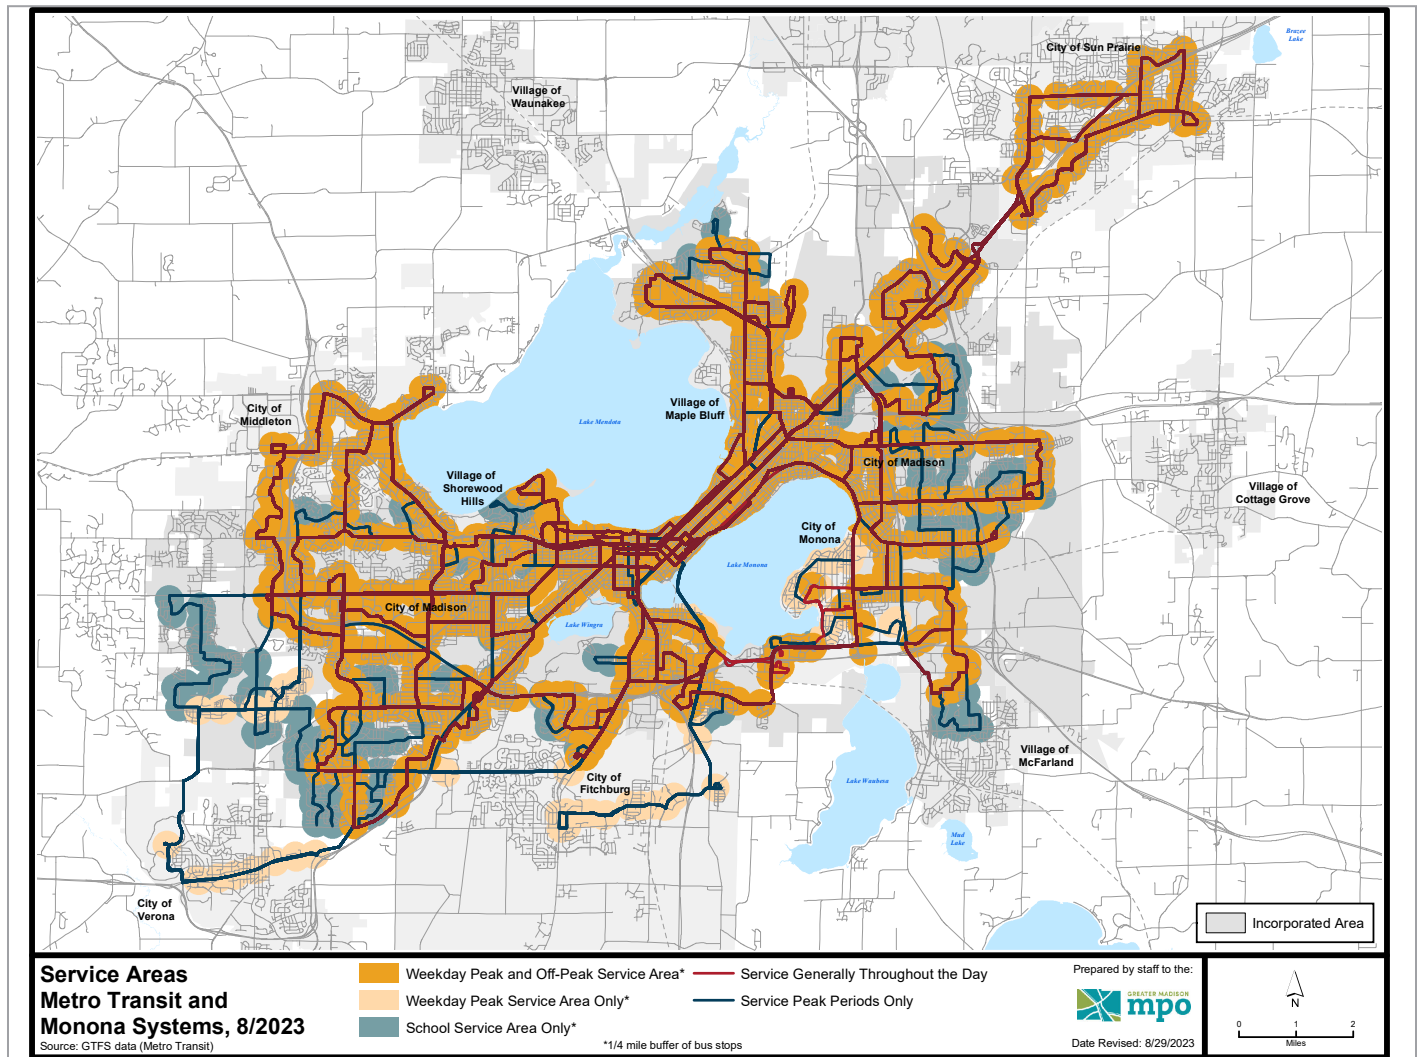 City of Sun Prairie
Brazee
Lake
Village of
Waunakee
Village of
Maple Bluff
City of
Middleton
Lake Mendota
City of Madison
Village of
Shorewood
Hills
Village of
Cottage Grove
City of
Monona
Lake Monona
City of Madison
Lake Wingra
Village of
McFarland
City of
Fitchburg
Lake Waubesa
Mud
Lake
City of
Verona
Incorporated Area
Service Areas
Metro Transit and
Monona Systems, 8/2023
Source: GTFS data (Metro Transit)
Weekday Peak and Off-Peak Service Area*
Weekday Peak Service Area Only*
School Service Area Only*
Service Generally Throughout the Day
Service Peak Periods Only
*1/4 mile buffer of bus stops
Prepared by staff to the:
GREATER MADISON
mpo
Date Revised: 8/29/2023
N
0 1 2
Miles